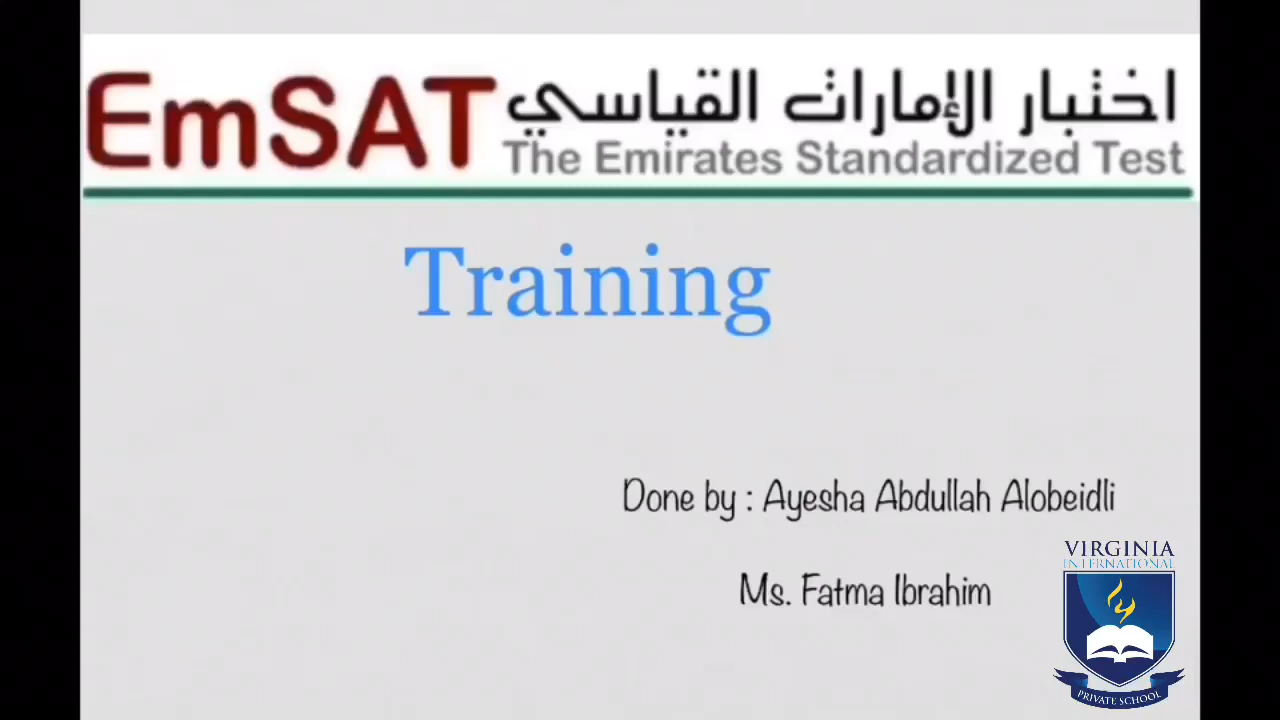 EmSAT
اختبار الإمارات القياسي
The Emirates Standardized Test
Training
Done by : Ayesha Abdullah Alobeidli
Ms. Fatma Ibrahim
VIRGINIA
INTERNATIONAL
PRIVATE SCHOOL